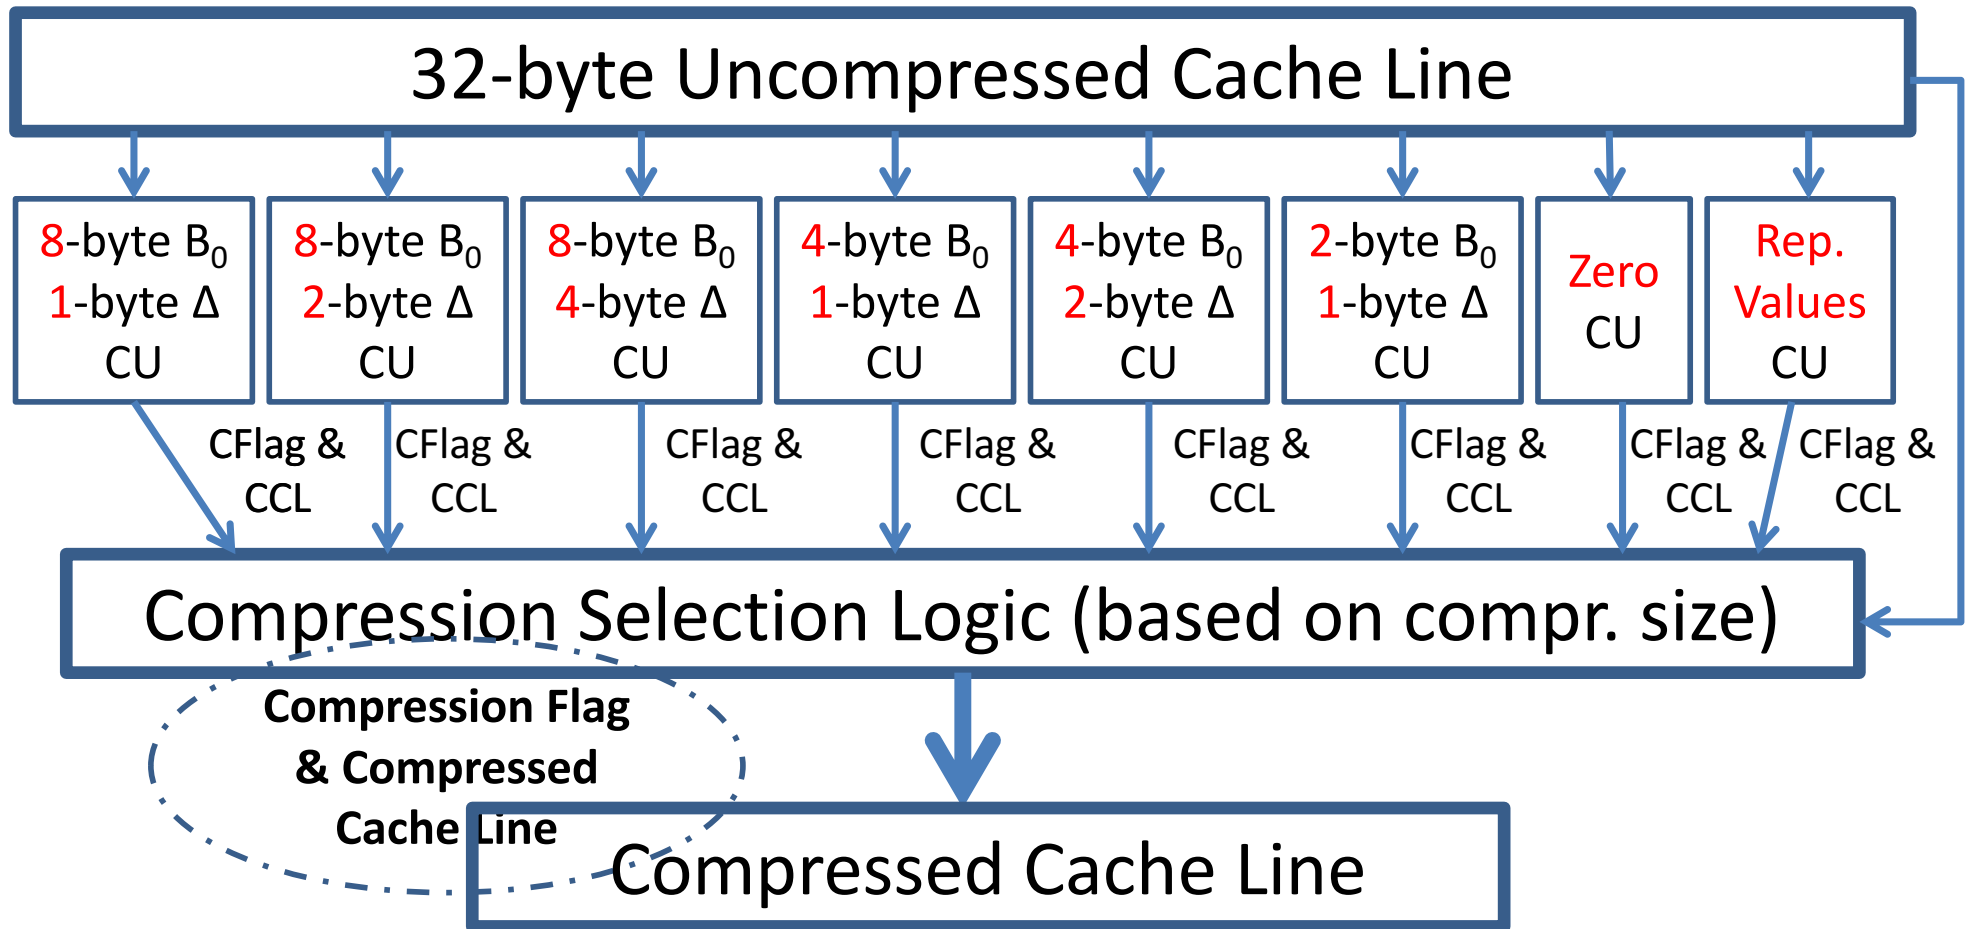 32-byte Uncompressed Cache Line
8-byte B₀
1-byte Δ
CU
8-byte B₀
2-byte Δ
CU
8-byte B₀
4-byte Δ
CU
4-byte B₀
1-byte Δ
CU
4-byte B₀
2-byte Δ
CU
2-byte B₀
1-byte Δ
CU
Zero
CU
Rep.
Values
CU
CFlag &
CCL
CFlag &
CCL
CFlag &
CCL
CFlag &
CCL
CFlag &
CCL
CFlag &
CCL
CFlag &
CCL
CFlag &
CCL
Compression Selection Logic (based on compr. size)
Compression Flag
& Compressed
Cache Line
Compressed Cache Line